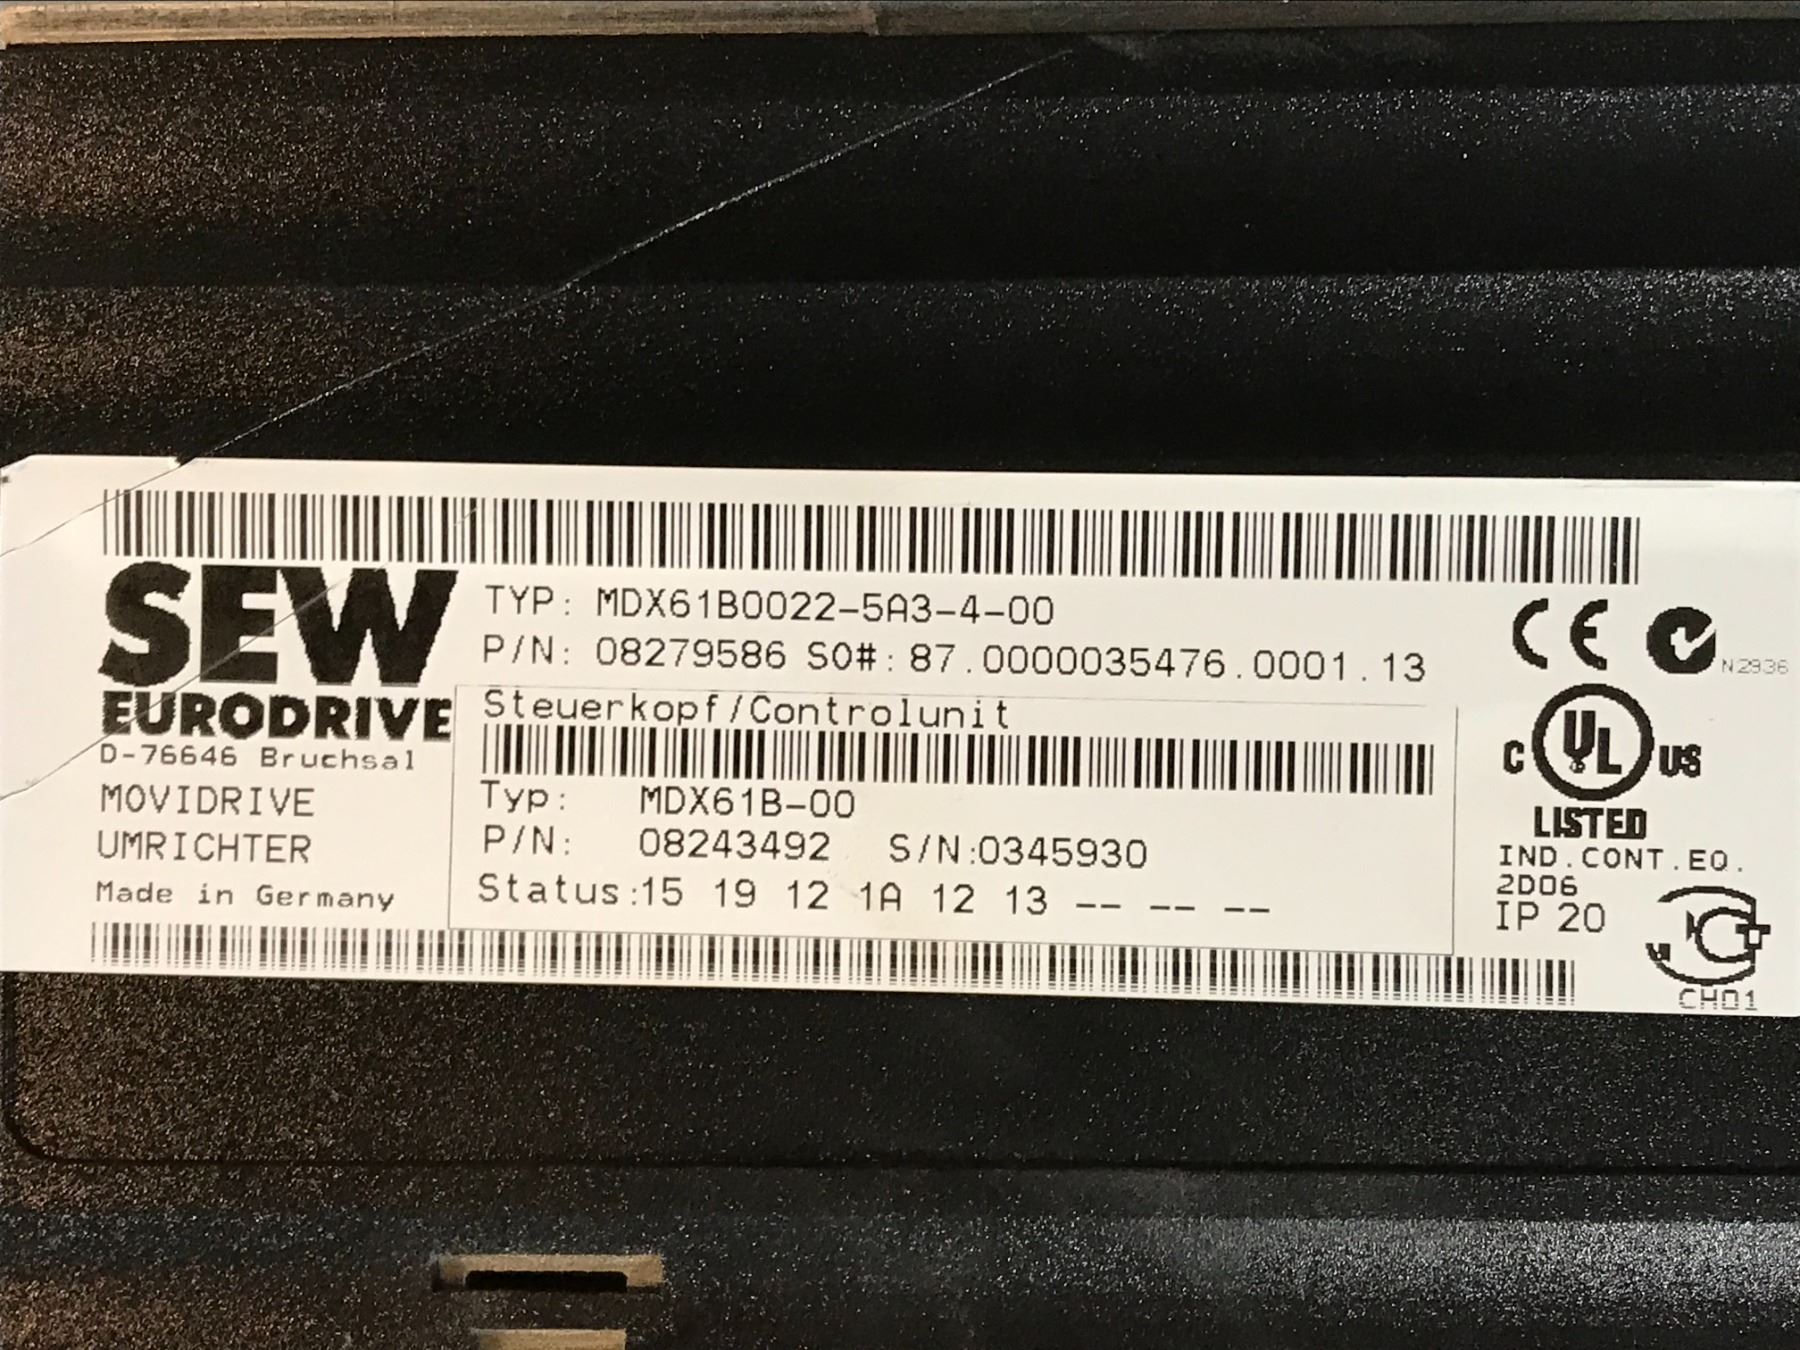 SEW
EURODRIVE
D-76646 Bruchsal
MOVIDRIVE
UMRICHTER
Made in Germany
TYP: MDX61B0022-5A3-4-00
P/N: 08279586 SO#: 87.0000035476.0001.13
Steuerkopf/Controlunit
Typ: MDX61B-00
P/N: 08243492 S/N:0345930
Status:15 19 12 1A 12 13 -- -- --
CE
N2936
C UL US
LISTED
IND.CONT.EQ.
2D06
IP 20
CH01